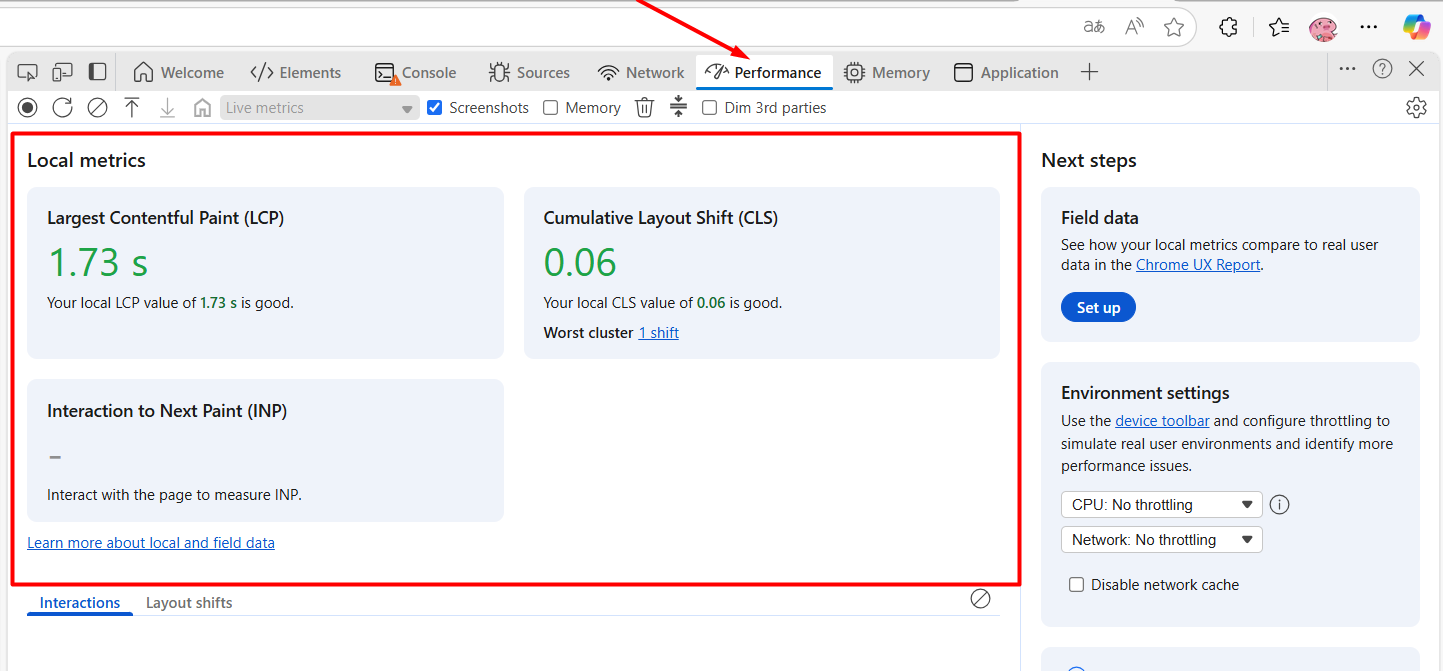 aあ A
Welcome Elements Console Sources Network Performance Memory Application
Live metrics Screenshots Memory Dim 3rd parties
Local metrics
Largest Contentful Paint (LCP)
1.73 s
Your local LCP value of 1.73 s is good.
Cumulative Layout Shift (CLS)
0.06
Your local CLS value of 0.06 is good.
Worst cluster 1 shift
Interaction to Next Paint (INP)
–
Interact with the page to measure INP.
Learn more about local and field data
Interactions Layout shifts
Next steps
Field data
See how your local metrics compare to real user
data in the Chrome UX Report.
Set up
Environment settings
Use the device toolbar and configure throttling to
simulate real user environments and identify more
performance issues.
CPU: No throttling
Network: No throttling
Disable network cache